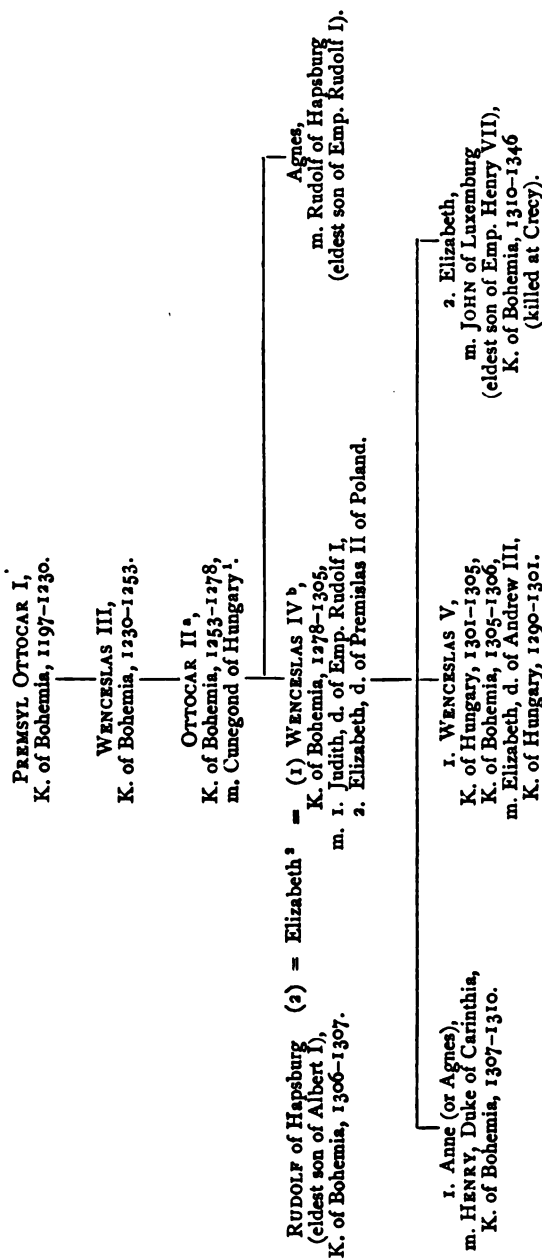 PREMSYL OTTOCAR I,
K. of Bohemia, 1197–1230.
WENCESLAS III,
K. of Bohemia, 1230–1253.
OTTOCAR II ᵃ,
K. of Bohemia, 1253–1278,
m. Cunegond of Hungary ¹.
RUDOLF of Hapsburg
(eldest son of Albert I),
K. of Bohemia, 1306–1307.
(2) = Elizabeth ² = (1) WENCESLAS IV ᵇ,
K. of Bohemia, 1278–1305,
m. 1. Judith, d. of Emp. Rudolf I,
2. Elizabeth, d. of Premislas II of Poland.
Agnes,
m. Rudolf of Hapsburg
(eldest son of Emp. Rudolf I).
1. Anne (or Agnes),
m. HENRY, Duke of Carinthia,
K. of Bohemia, 1307–1310.
1. WENCESLAS V,
K. of Hungary, 1301–1305,
K. of Bohemia, 1305–1306,
m. Elizabeth, d. of Andrew III,
K. of Hungary, 1290–1301.
2. Elizabeth,
m. JOHN of Luxemburg
(eldest son of Emp. Henry VII),
K. of Bohemia, 1310–1346
(killed at Crecy).